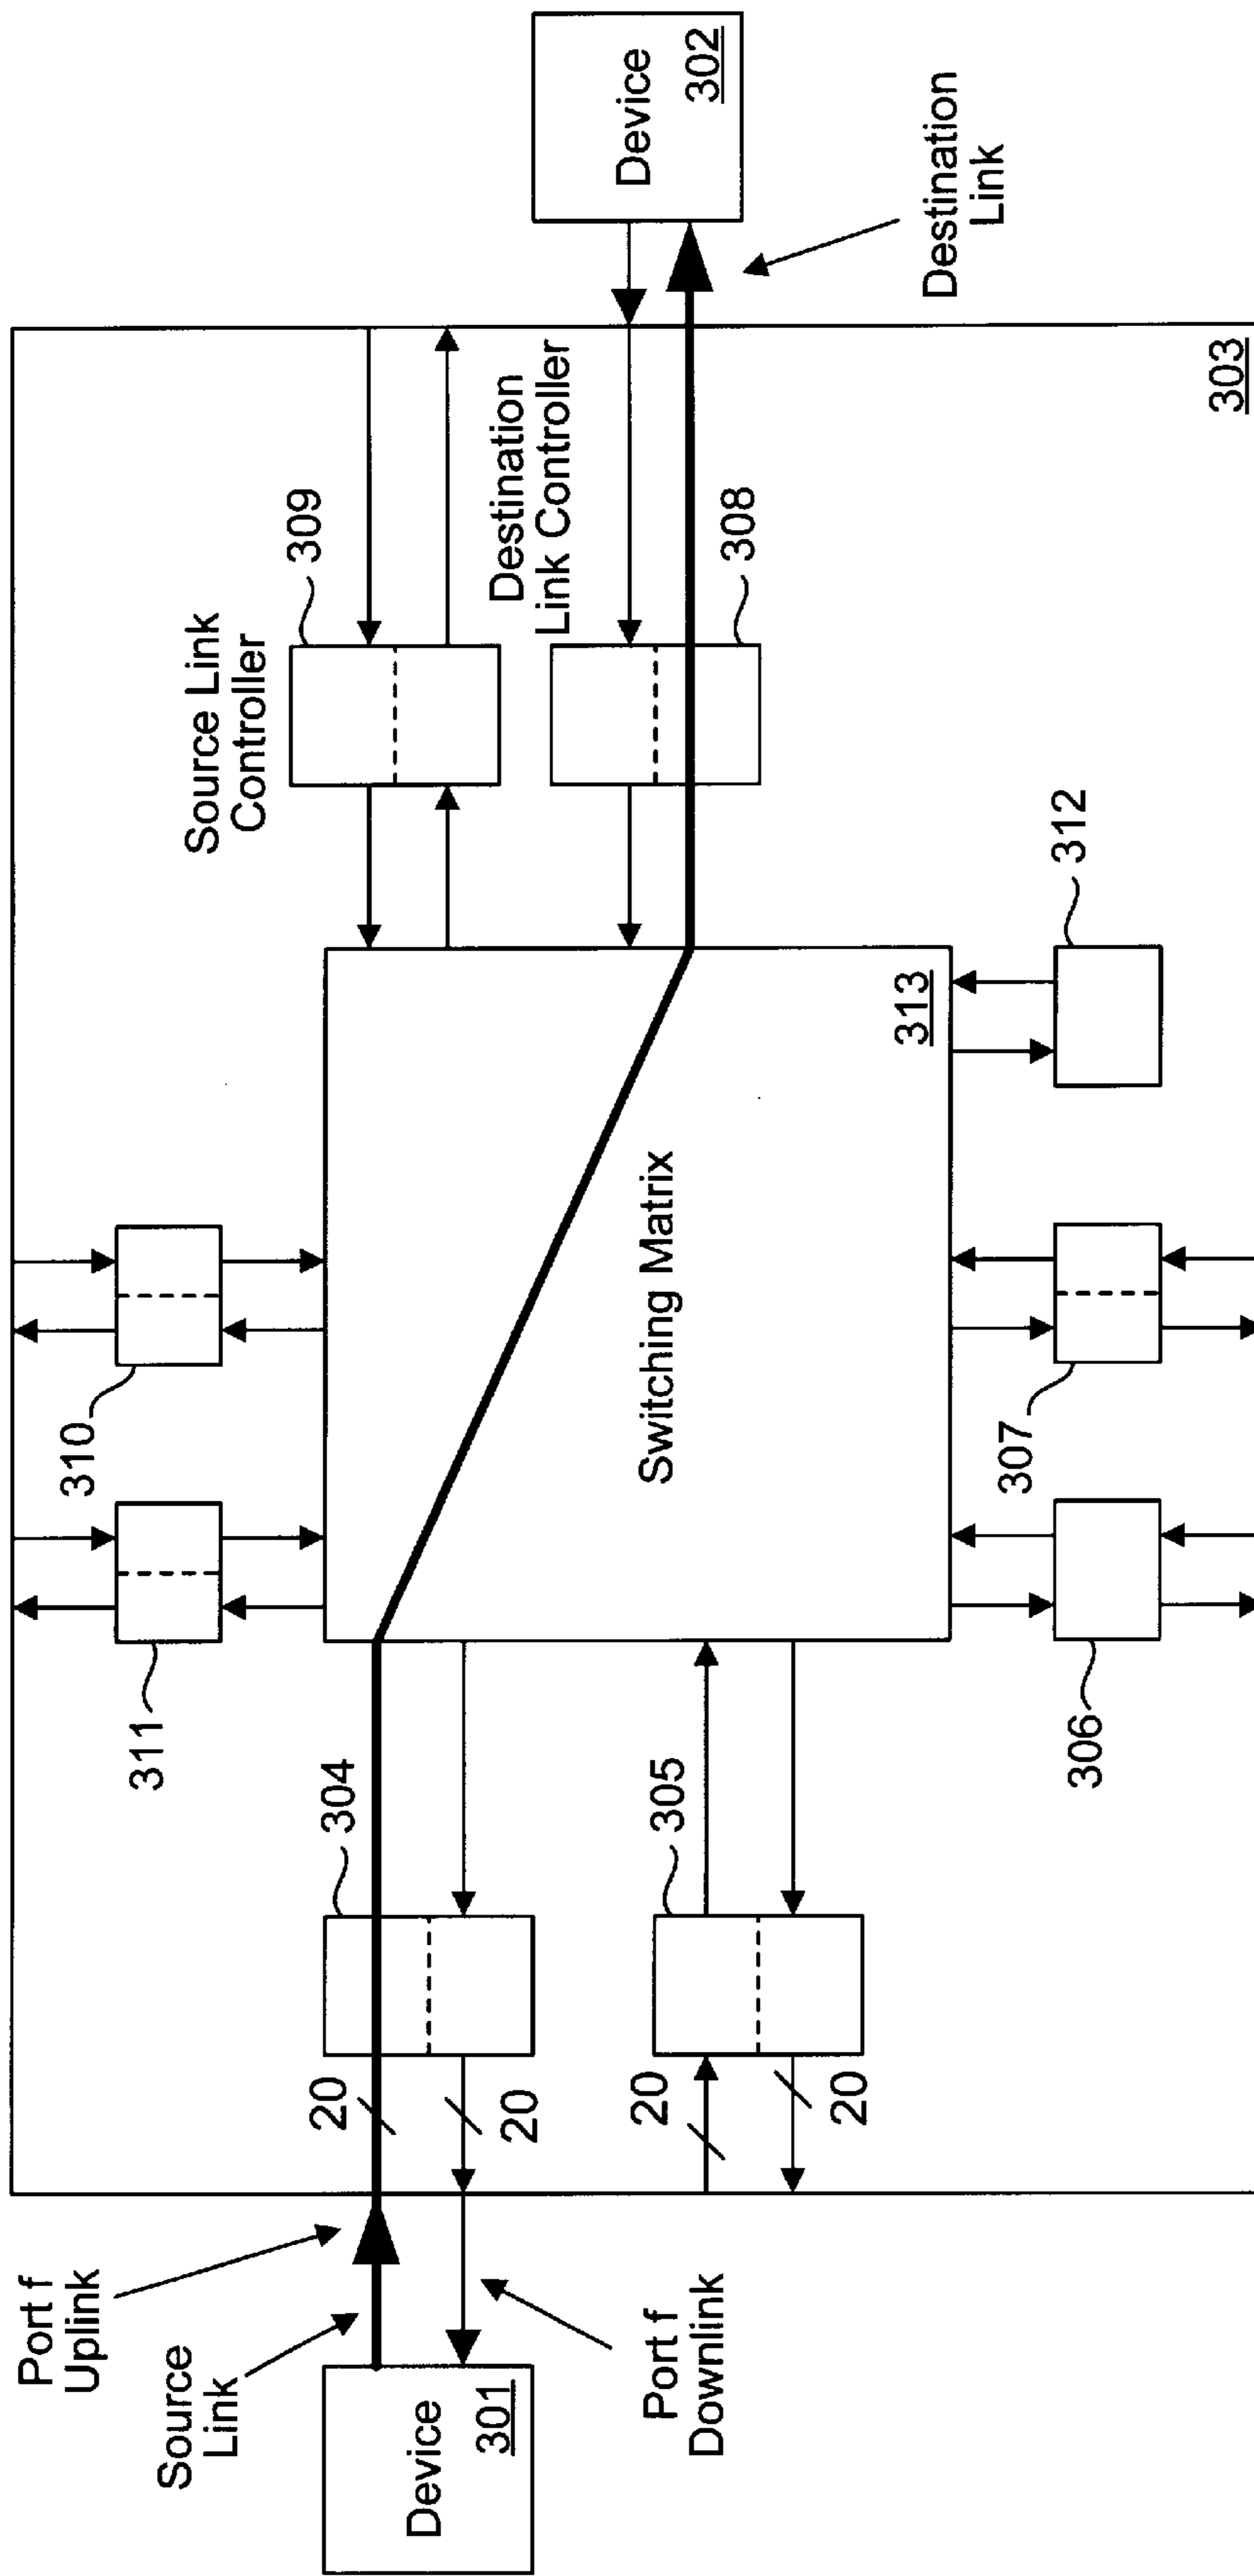 Port f
Uplink
Source
Link
Device
301
Port f
Downlink
20
20
20
20
304
305
311
310
306
307
312
Switching Matrix
313
Source Link
Controller
309
Destination
Link Controller
308
303
Device
302
Destination
Link